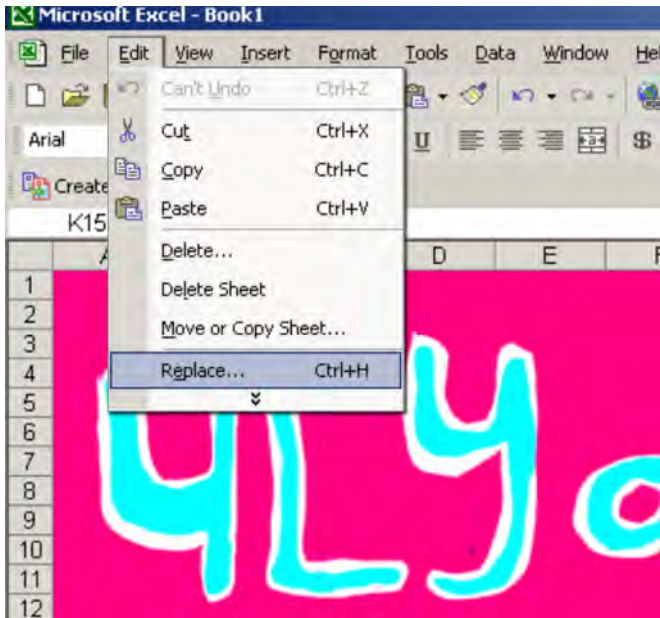 Microsoft Excel - Book1
File Edit View Insert Format Tools Data Window
Can't Undo Ctrl+Z
Arial U $
Cut Ctrl+X
Copy Ctrl+C
Create
Paste Ctrl+V
K15
Delete...
D E
Delete Sheet
Move or Copy Sheet...
Replace... Ctrl+H
1
2
3
4
5
6
7
8
9
10
11
12